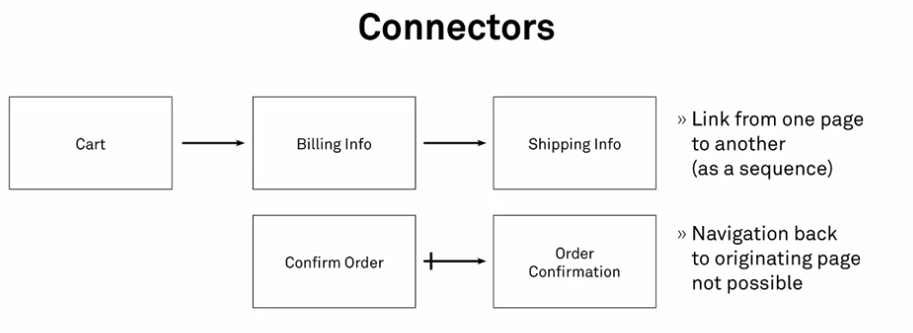 Connectors
Cart
Billing Info
Shipping Info
» Link from one page
to another
(as a sequence)
Confirm Order
Order
Confirmation
» Navigation back
to originating page
not possible